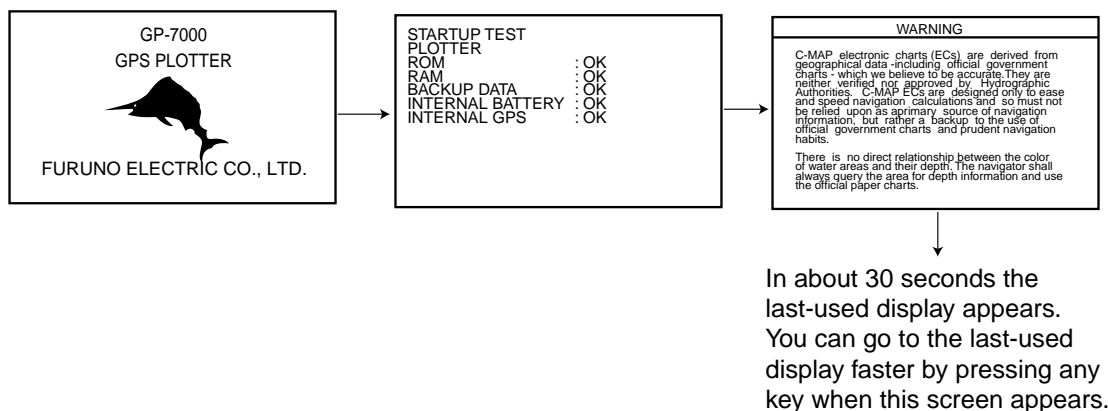 GP-7000
GPS PLOTTER
FURUNO ELECTRIC CO., LTD.
STARTUP TEST
PLOTTER
ROM : OK
RAM : OK
BACKUP DATA : OK
INTERNAL BATTERY : OK
INTERNAL GPS : OK
WARNING
C-MAP electronic charts (ECs) are derived from
geographical data -including official government
charts - which we believe to be accurate.They are
neither verified nor approved by Hydrographic
Authorities. C-MAP ECs are designed only to ease
and speed navigation calculations and so must not
be relied upon as aprimary source of navigation
information, but rather a backup to the use of
official government charts and prudent navigation
habits.
There is no direct relationship between the color
of water areas and their depth. The navigator shall
always query the area for depth information and use
the official paper charts.
In about 30 seconds the
last-used display appears.
You can go to the last-used
display faster by pressing any
key when this screen appears.